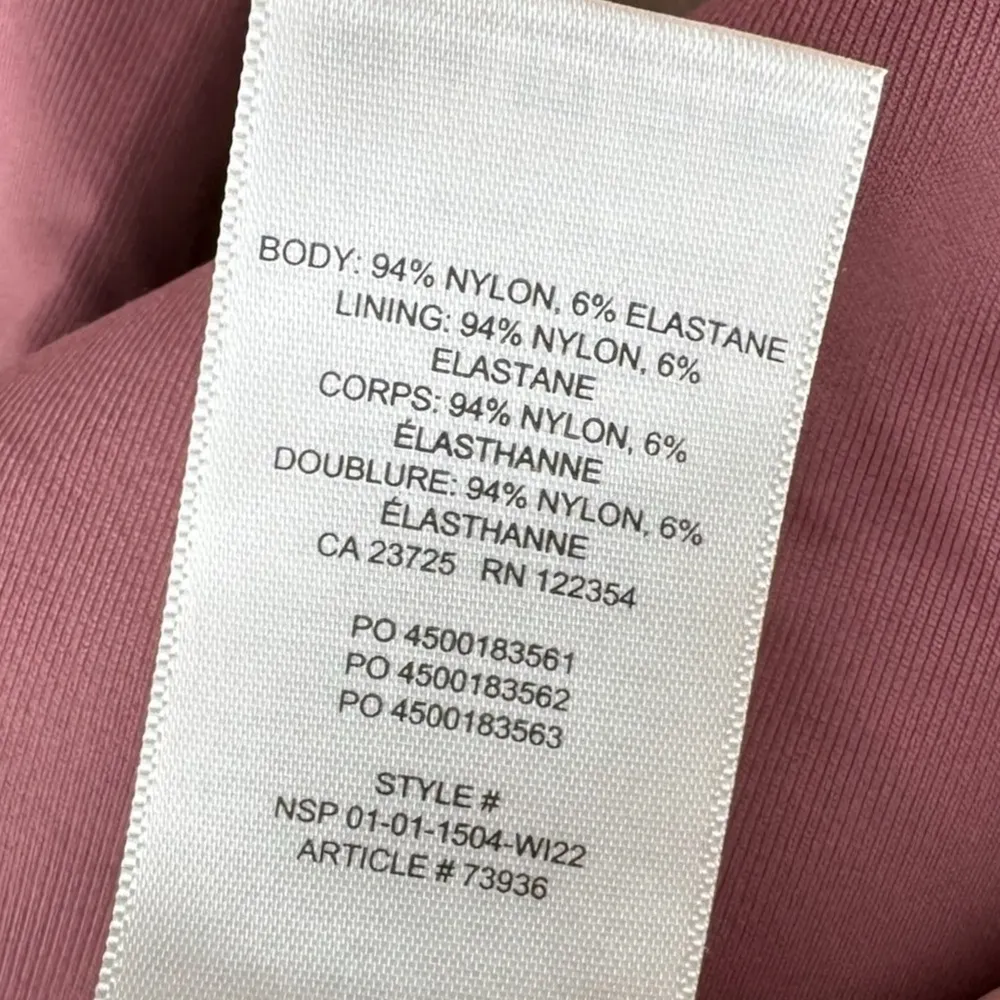 BODY: 94% NYLON, 6% ELASTANE
LINING: 94% NYLON, 6%
ELASTANE
CORPS: 94% NYLON, 6%
ÉLASTHANNE
DOUBLURE: 94% NYLON, 6%
ÉLASTHANNE
CA 23725 RN 122354
PO 4500183561
PO 4500183562
PO 4500183563
STYLE #
NSP 01-01-1504-WI22
ARTICLE # 73936